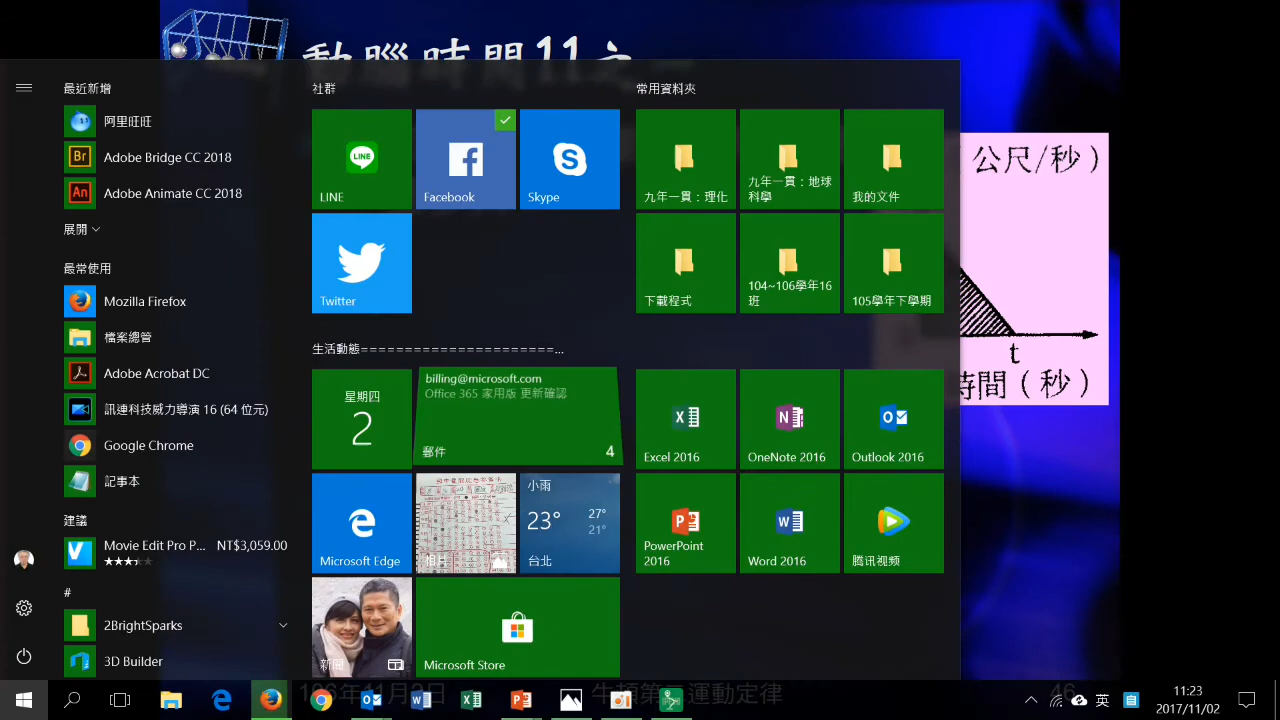 動腦時間11之一
最近新增
阿里旺旺
Adobe Bridge CC 2018
Adobe Animate CC 2018
展開
最常使用
Mozilla Firefox
檔案總管
Adobe Acrobat DC
訊連科技威力導演 16 (64 位元)
Google Chrome
記事本
建議
Movie Edit Pro P... NT$3,059.00
#
2BrightSparks
3D Builder
社群
LINE
Facebook
Skype
Twitter
生活動態======================...
星期四
2
billing@microsoft.com
Office 365 家用版 更新確認
郵件 4
Microsoft Edge
相片
小雨
23° 27°
21°
台北
新聞
Microsoft Store
常用資料夾
九年一貫：理化
九年一貫：地球
科學
我的文件
下載程式
104~106學年16
班
105學年下學期
Excel 2016
OneNote 2016
Outlook 2016
PowerPoint
2016
Word 2016
腾讯视频
公尺/秒)
t
時間(秒)
106年11月2日
牛頓第二運動定律
16
英
11:23
2017/11/02